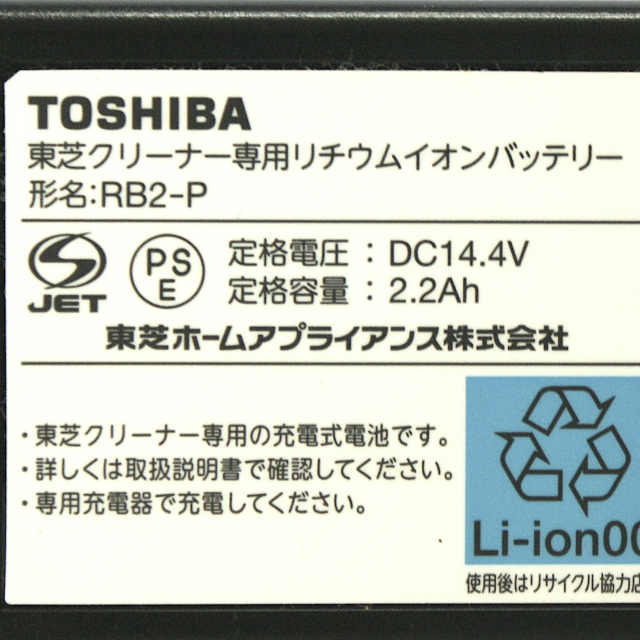 TOSHIBA
東芝クリーナー専用リチウムイオンバッテリー
形名:RB2-P
JET
PS
E
定格電圧 : DC14.4V
定格容量 : 2.2Ah
東芝ホームアプライアンス株式会社
・東芝クリーナー専用の充電式電池です。
・詳しくは取扱説明書で確認してください。
・専用充電器で充電してください。
Li-ion00
使用後はリサイクル協力店